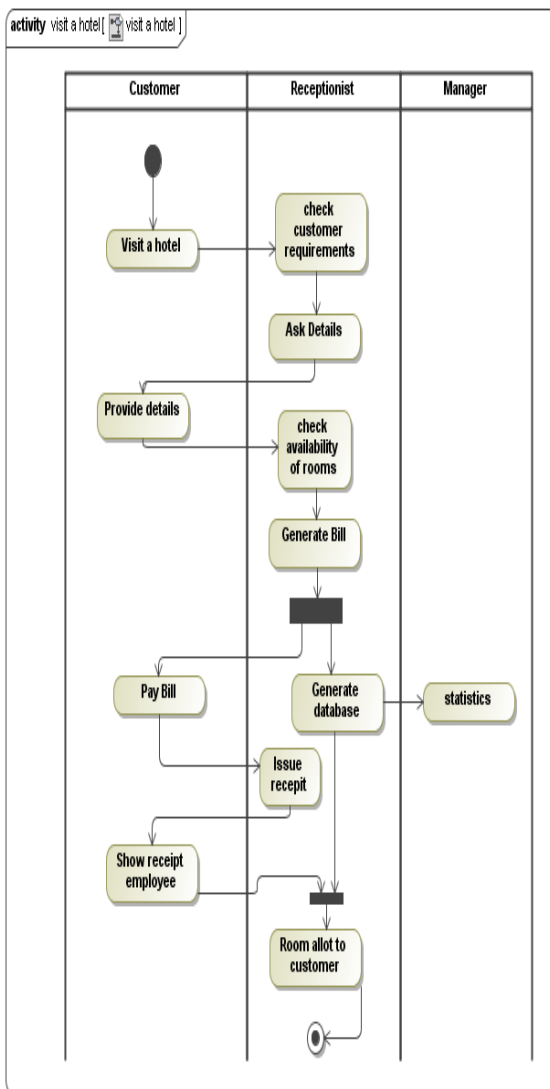 activity visit a hotel[ visit a hotel ]
Customer Receptionist Manager
check
customer
requirements
Visit a hotel
Ask Details
Provide details
check
availability
of rooms
Generate Bill
Pay Bill
Generate
database
statistics
Issue
recepit
Show receipt
employee
Room allot to
customer